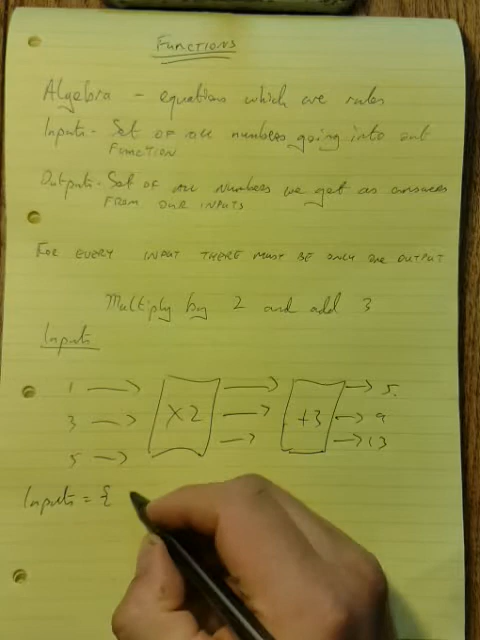 FUNCTIONS
Algebra - equations which are rules
Inputs - Set of all numbers going into our
FUNCTION
Outputs - Set of all numbers we get as answers
FROM OUR INPUTS
FOR EVERY INPUT THERE MUST BE ONLY ONE OUTPUT
Multiply by 2 and add 3
Inputs
1 → → → 5.
3 → ×2 → +3 → 9
5 → → → 13
Inputs = {